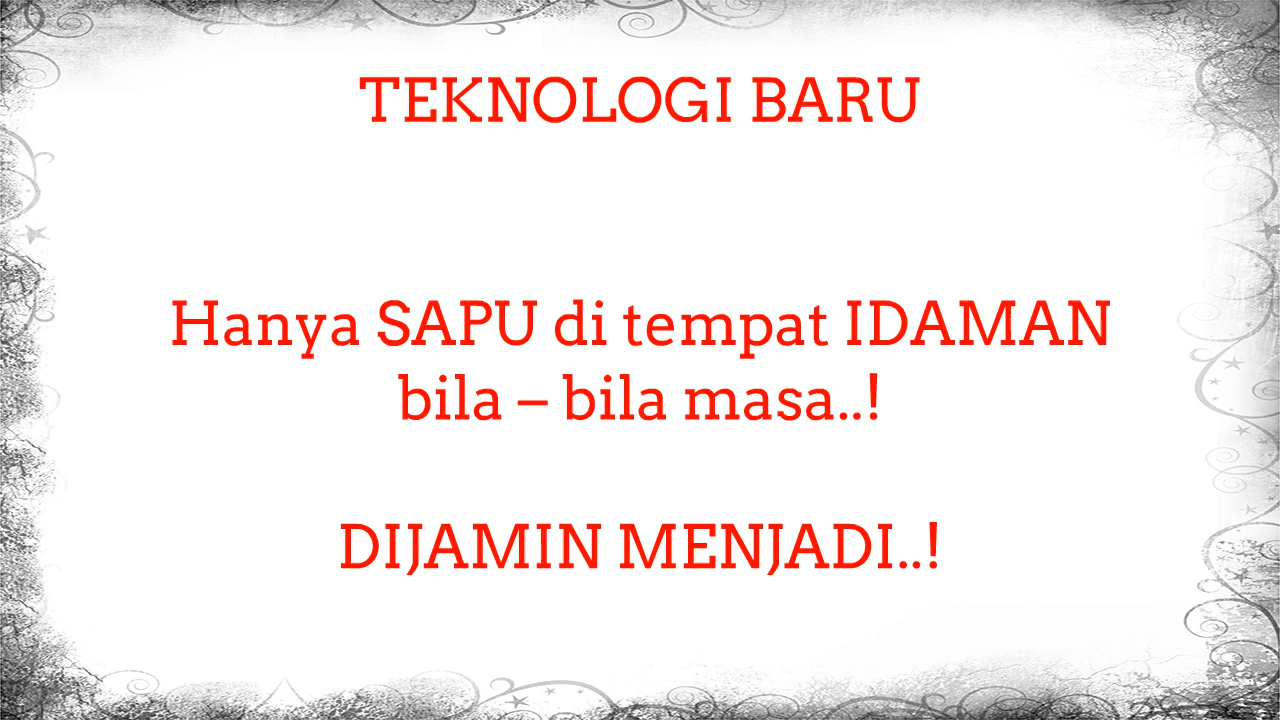 TEKNOLOGI BARU
Hanya SAPU di tempat IDAMAN
bila – bila masa..!
DIJAMIN MENJADI..!